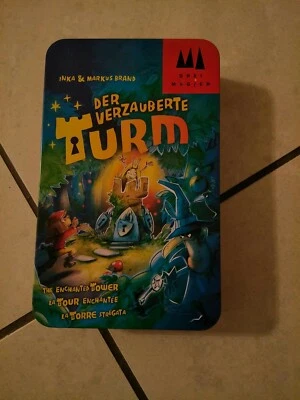 INKA & MARKUS BRAND
DREI
MAGIER
DER
VERZAUBERTE
TURM
THE ENCHANTED TOWER
LA TOUR ENCHANTÉE
LA TORRE STREGATA